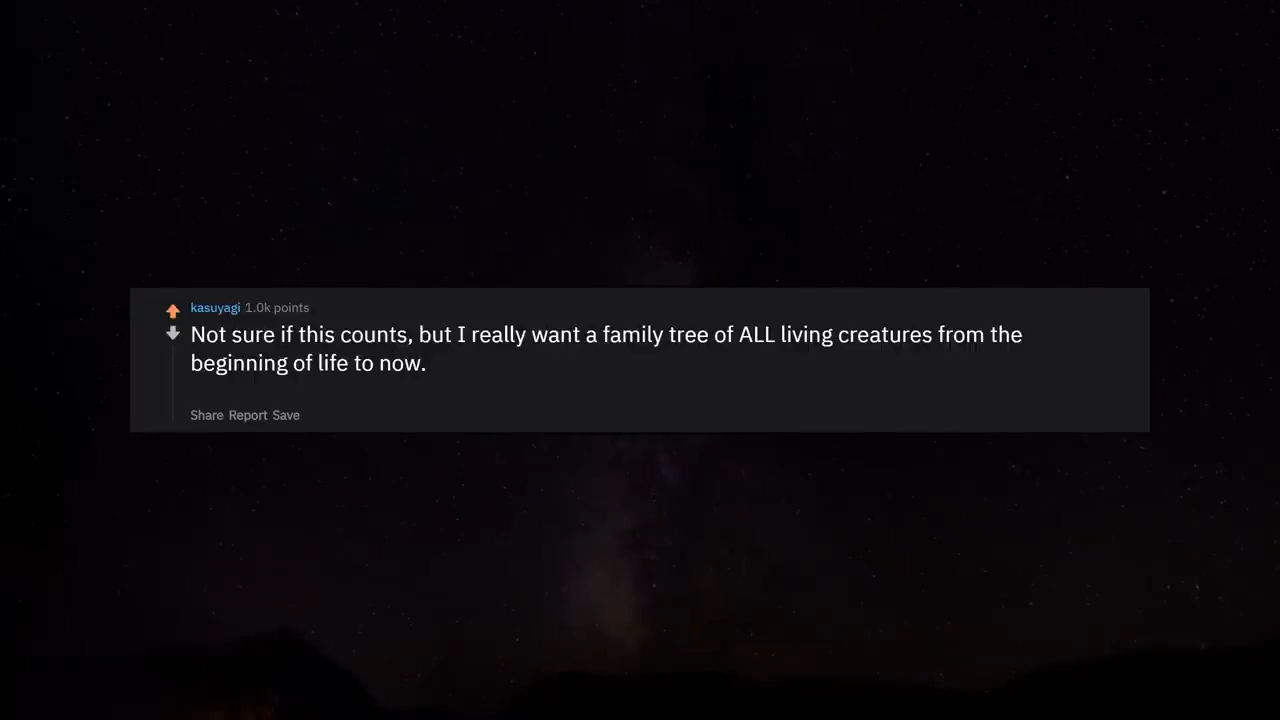 kasuyagi 1.0k points
Not sure if this counts, but I really want a family tree of ALL living creatures from the
beginning of life to now.
Share Report Save